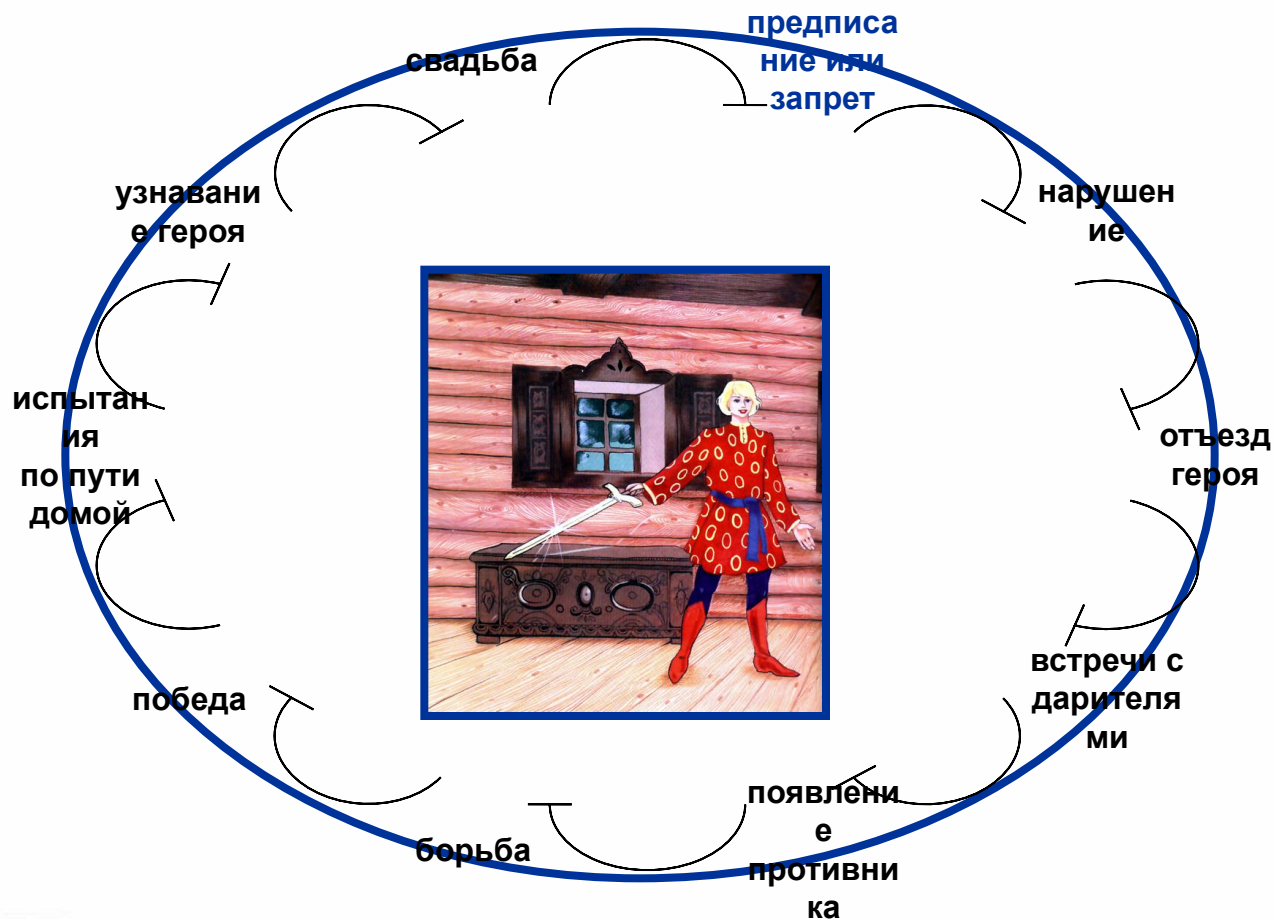 предписа
ние или
запрет
нарушен
ие
отъезд
героя
встречи с
дарителя
ми
появлени
е
противни
ка
борьба
победа
испытан
ия
по пути
домой
узнавани
е героя
свадьба